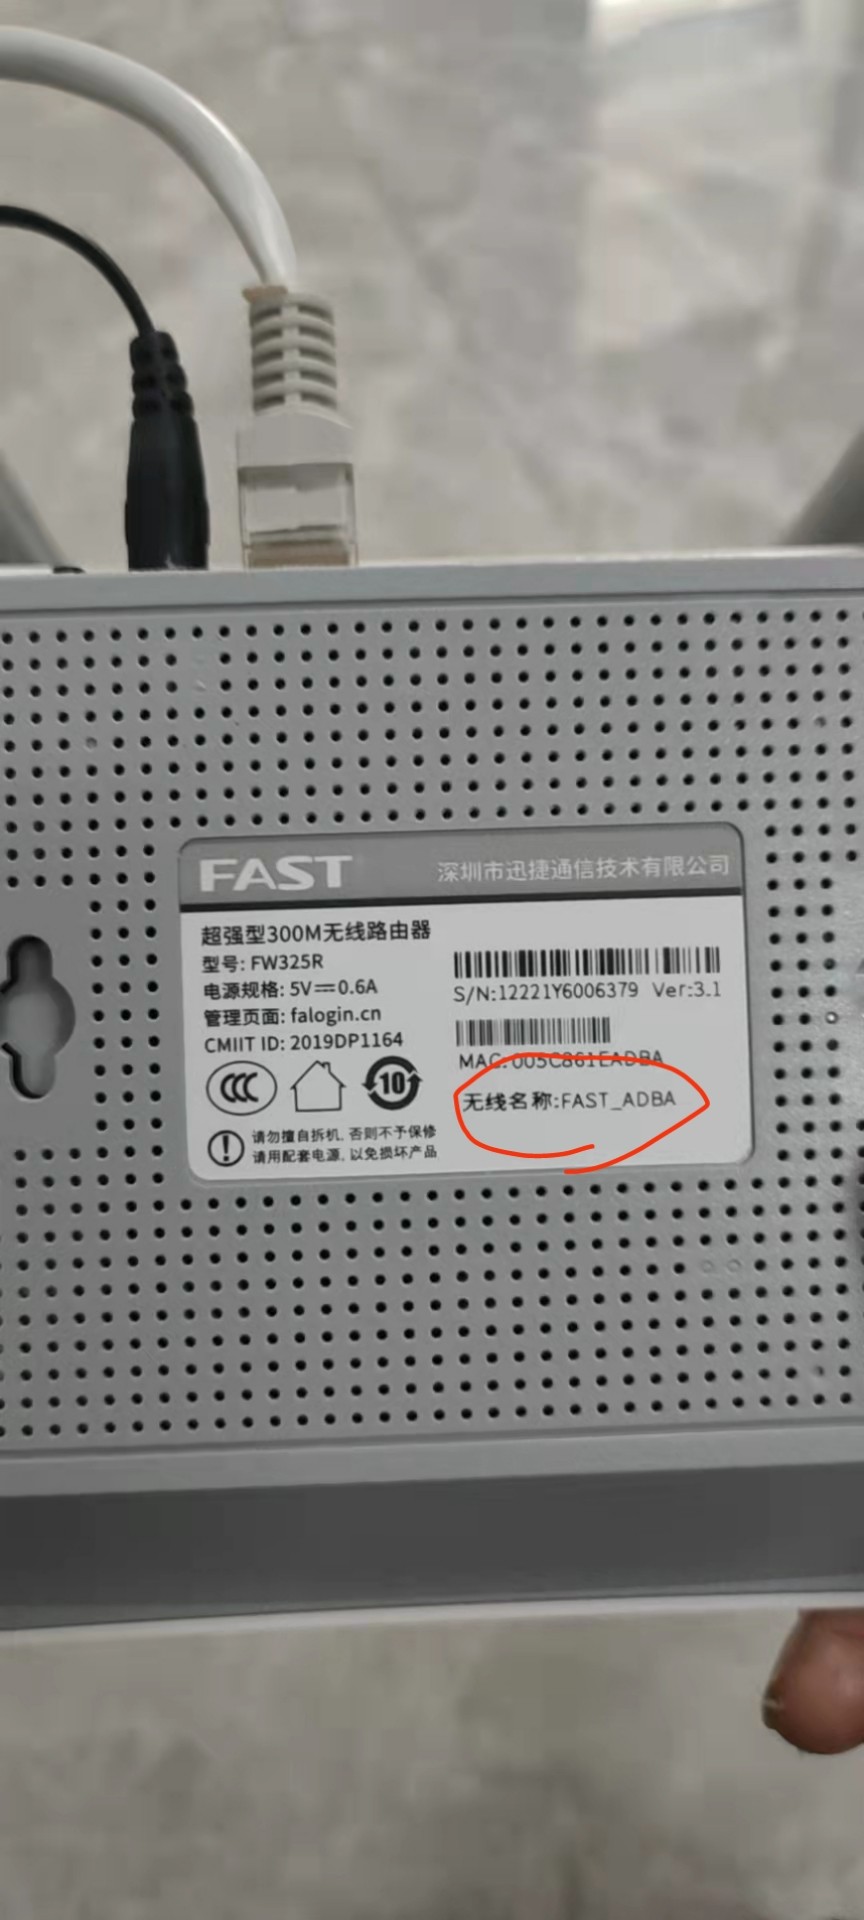 FAST
深圳市迅捷通信技术有限公司
超强型300M无线路由器
型号: FW325R
电源规格: 5V⎓0.6A
管理页面: falogin.cn
CMIIT ID: 2019DP1164
CCC
10
请勿擅自拆机, 否则不予保修
请用配套电源, 以免损坏产品
S/N:12221Y6006379 Ver:3.1
MAC:005C861EADBA
无线名称:FAST_ADBA